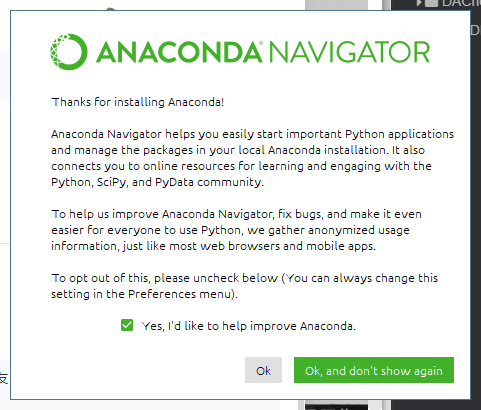 DACli
D
ANACONDA NAVIGATOR
Thanks for installing Anaconda!
Anaconda Navigator helps you easily start important Python applications
and manage the packages in your local Anaconda installation. It also
connects you to online resources for learning and engaging with the
Python, SciPy, and PyData community.
To help us improve Anaconda Navigator, fix bugs, and make it even
easier for everyone to use Python, we gather anonymized usage
information, just like most web browsers and mobile apps.
To opt out of this, please uncheck below (You can always change this
setting in the Preferences menu).
Yes, I'd like to help improve Anaconda.
友
Ok
Ok, and don't show again